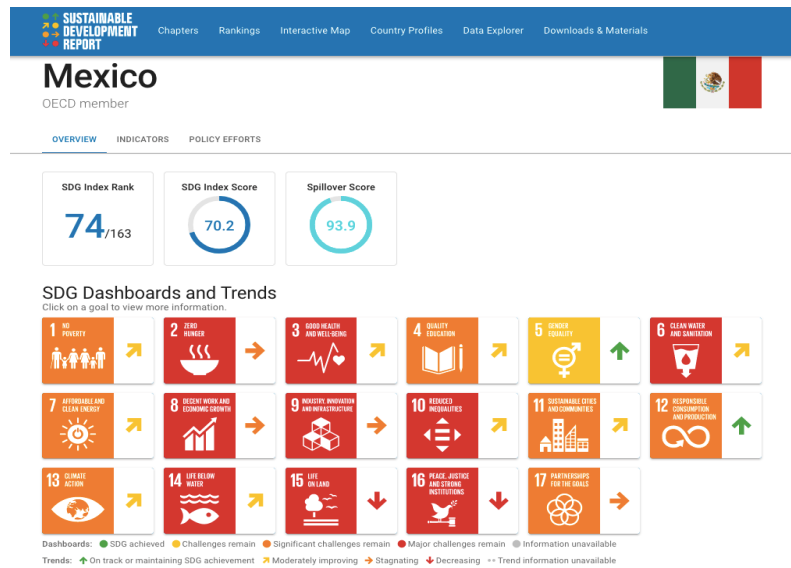 SUSTAINABLE
DEVELOPMENT
REPORT
Chapters Rankings Interactive Map Country Profiles Data Explorer Downloads & Materials
Mexico
OECD member
OVERVIEW INDICATORS POLICY EFFORTS
SDG Index Rank
74/163
SDG Index Score
70.2
Spillover Score
93.9
SDG Dashboards and Trends
Click on a goal to view more information.
1 NO
POVERTY
2 ZERO
HUNGER
3 GOOD HEALTH
AND WELL-BEING
4 QUALITY
EDUCATION
5 GENDER
EQUALITY
6 CLEAN WATER
AND SANITATION
7 AFFORDABLE AND
CLEAN ENERGY
8 DECENT WORK AND
ECONOMIC GROWTH
9 INDUSTRY, INNOVATION
AND INFRASTRUCTURE
10 REDUCED
INEQUALITIES
11 SUSTAINABLE CITIES
AND COMMUNITIES
12 RESPONSIBLE
CONSUMPTION
AND PRODUCTION
13 CLIMATE
ACTION
14 LIFE BELOW
WATER
15 LIFE
ON LAND
16 PEACE, JUSTICE
AND STRONG
INSTITUTIONS
17 PARTNERSHIPS
FOR THE GOALS
Dashboards: SDG achieved Challenges remain Significant challenges remain Major challenges remain Information unavailable
Trends: On track or maintaining SDG achievement Moderately improving Stagnating Decreasing Trend information unavailable